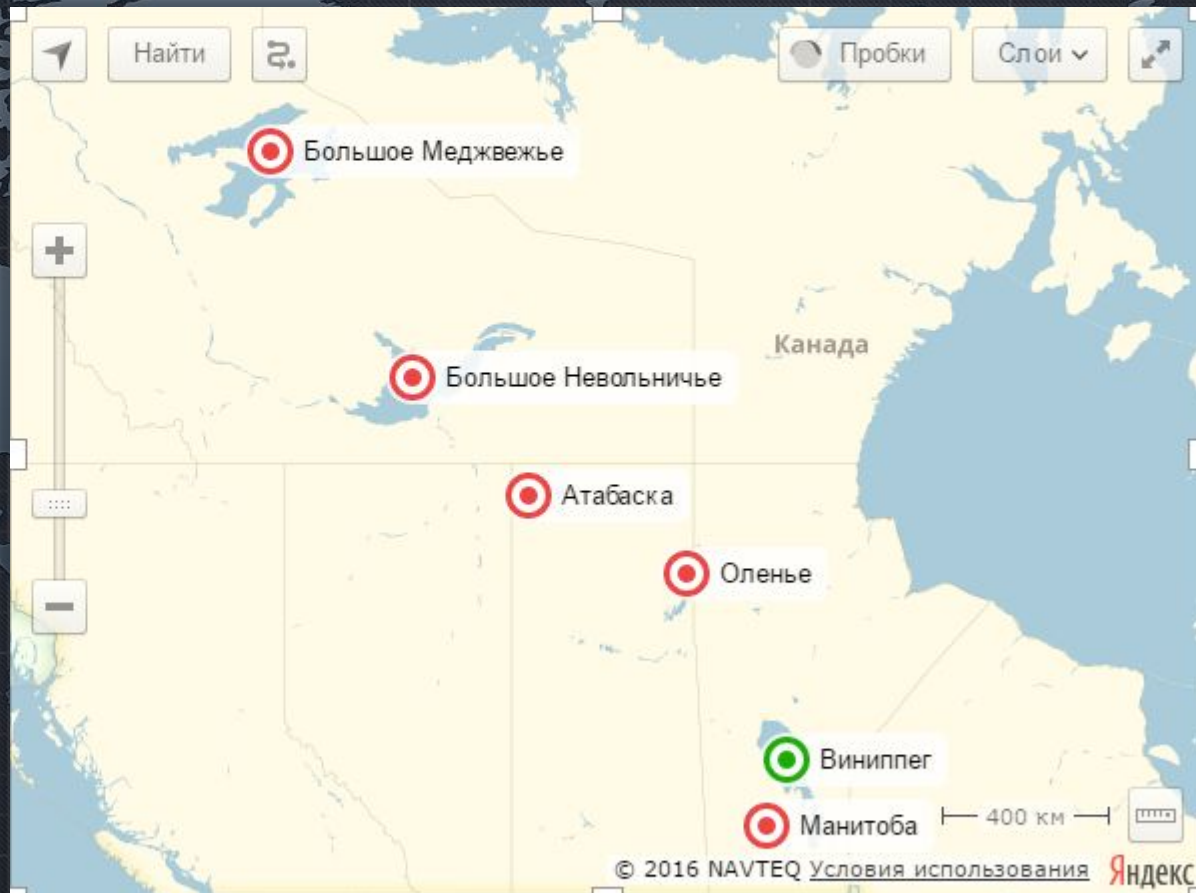 Найти
Пробки
Слои
Большое Меджвежье
Канада
Большое Невольничье
Атабаска
Оленье
Виниппег
Манитоба
400 км
© 2016 NAVTEQ Условия использования Яндекс